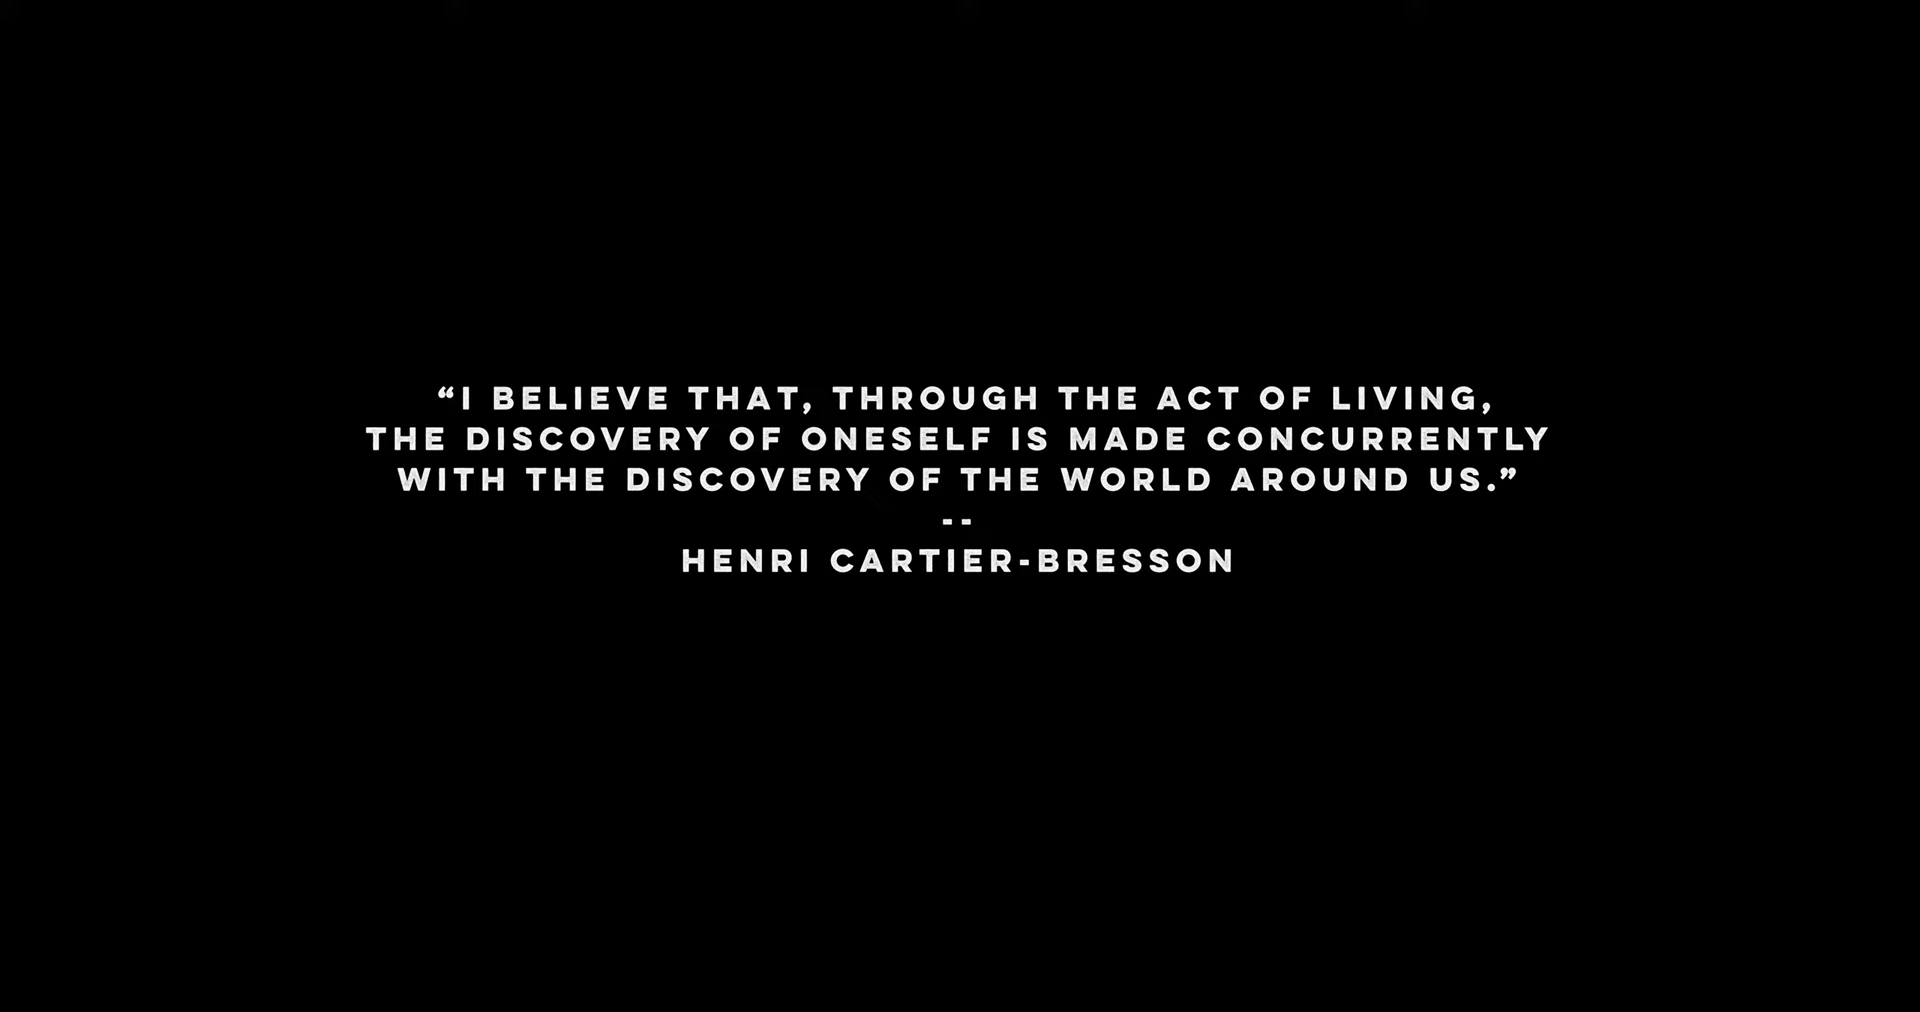 “I BELIEVE THAT, THROUGH THE ACT OF LIVING,
THE DISCOVERY OF ONESELF IS MADE CONCURRENTLY
WITH THE DISCOVERY OF THE WORLD AROUND US.”
--
HENRI CARTIER-BRESSON